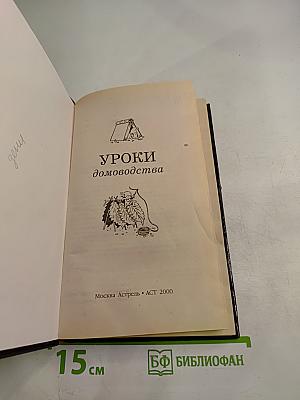 УРОКИ
домоводства
Москва Астрель • АСТ 2000
15 см
БФ БИБЛИОФАН